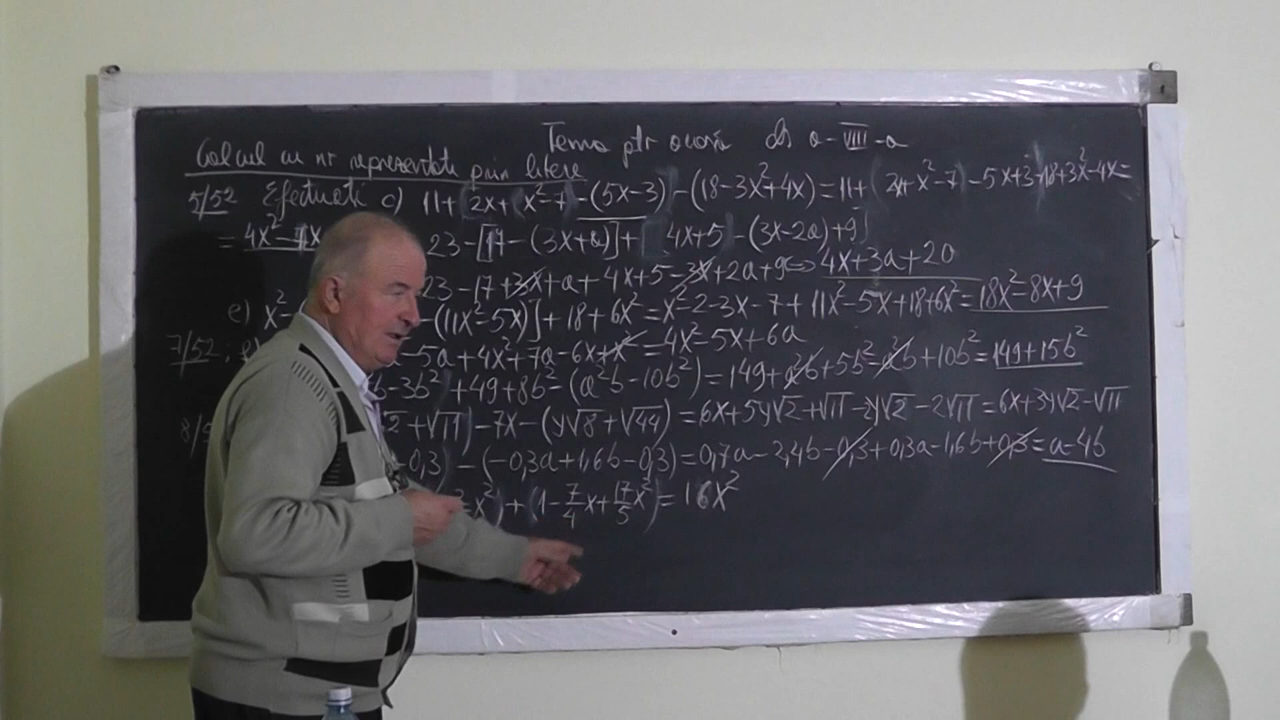 Tema ptr acasă cls a-VIII-a
Calcul cu nr reprezentate prin litere
5/52 Efectuati c) 11+(2x+(x²-7)-(5x-3)-(18-3x²+4x)=11+(2x+x²-7)-5x+3-18+3x²-4x=
=4x²-7x 23-[17-(3x+a)]+[4x+5)-(3x-2a)+9]
23-17+3x+a+4x+5-3x+2a+9 => 4x+3a+20
e) x²- -(11x²-5x)]+18+6x²=x²-2-3x-7+11x²-5x+18+6x²=18x²-8x+9
7/52 -5a+4x²+7a-6x+x²=4x²-5x+6a
b-3b²+49+8b²-(a²b-10b²)=149+a²b+5b²-a²b+10b²=149+15b²
8/5 √2+√11)-7x-(y√8+√44)=6x+5y√2+√11-2y√2-2√11=6x+3y√2-√11
-0,3)-(-0,3a+1,6b-0,3)=0,7a-2,4b-0,3+0,3a-1,6b+0,3=a-4b
x²)+(1-7/4x+17/5x²)=16x²